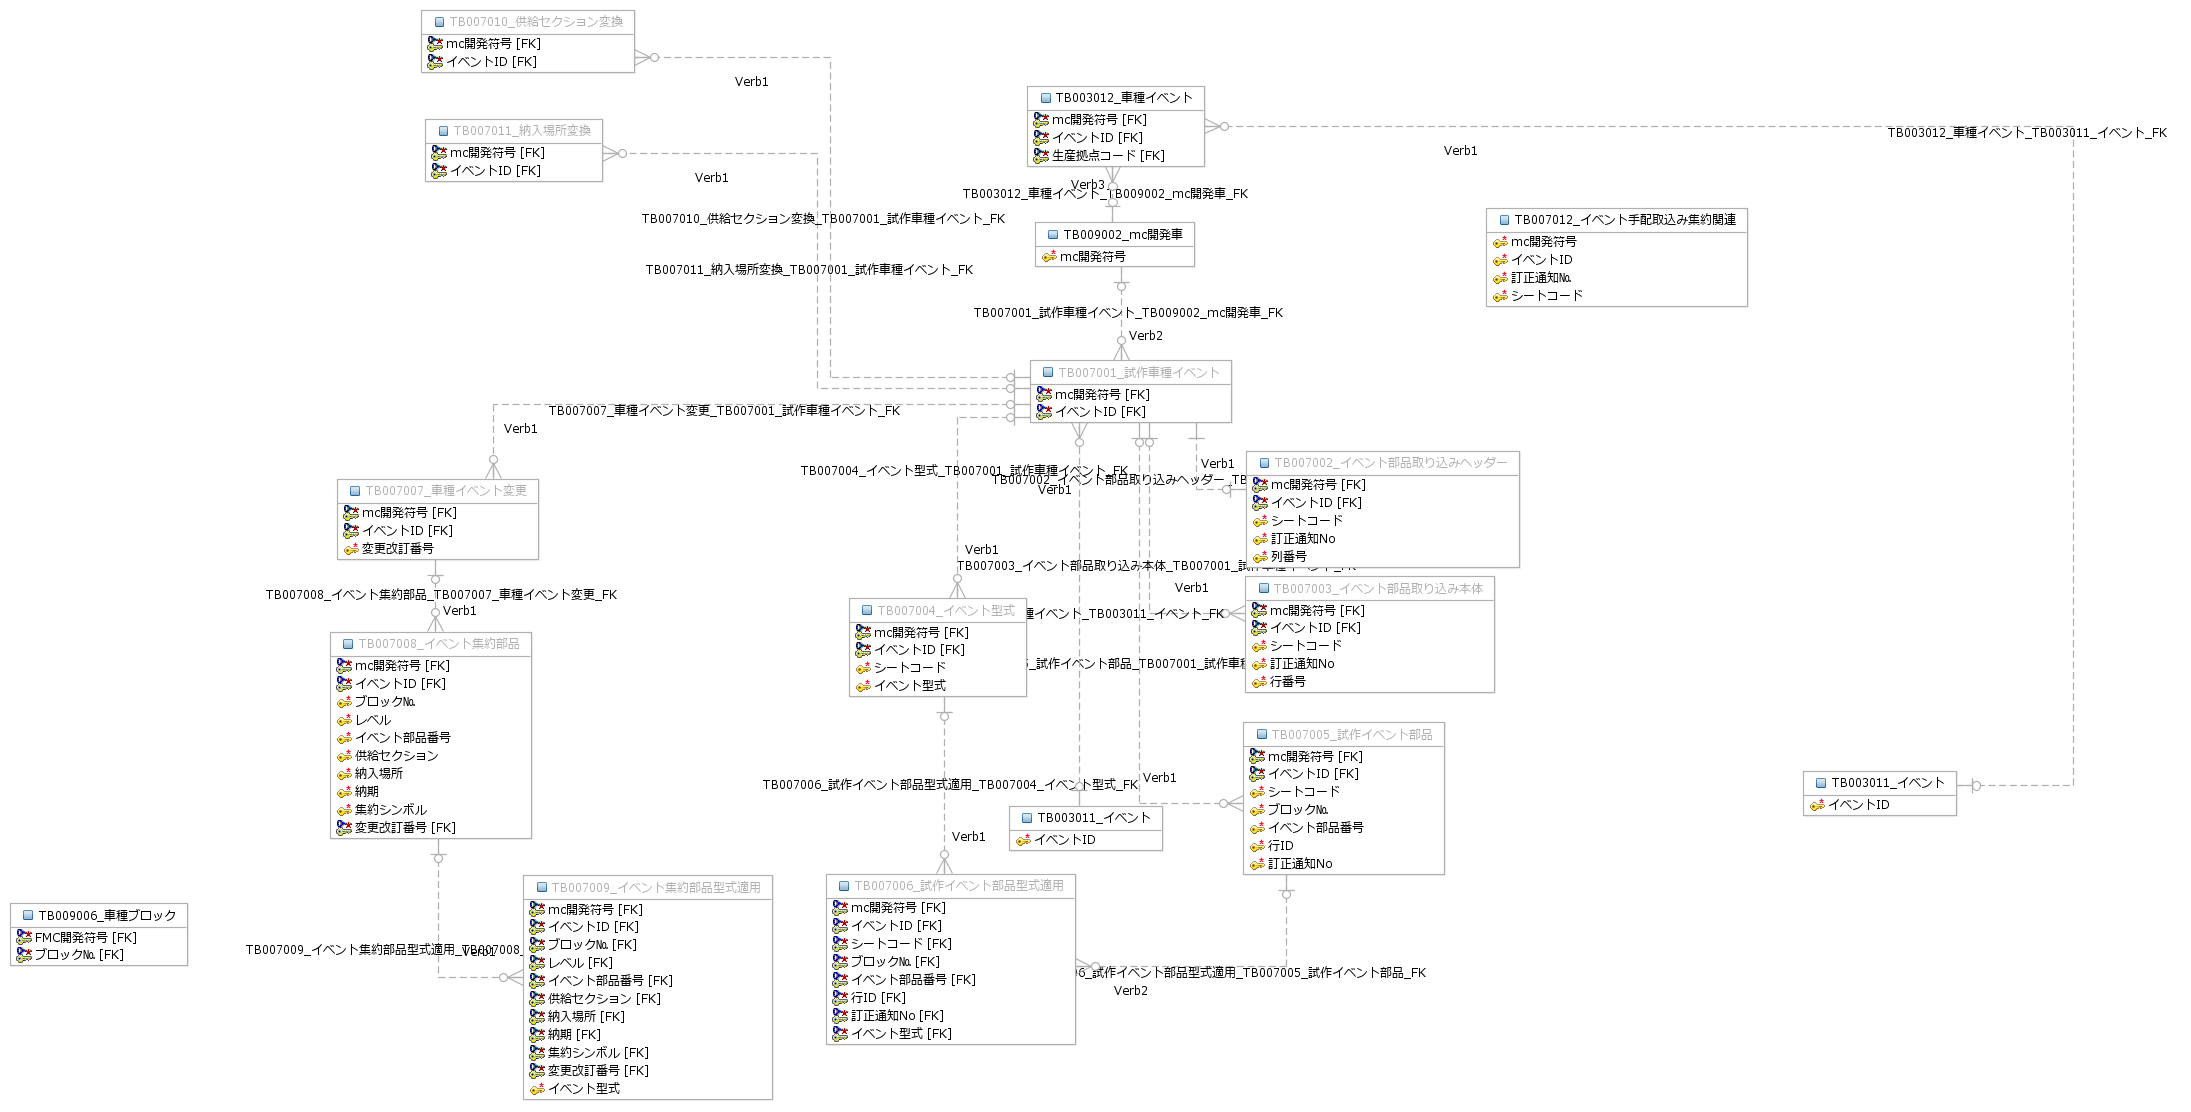 TB007010_供給セクション変換
mc開発符号 [FK]
イベントID [FK]
Verb1
TB007011_納入場所変換
mc開発符号 [FK]
イベントID [FK]
Verb1
TB003012_車種イベント
mc開発符号 [FK]
イベントID [FK]
生産拠点コード [FK]
TB003012_車種イベント_TB003011_イベント_FK
Verb1
Verb3
TB003012_車種イベント_TB009002_mc開発車_FK
TB007010_供給セクション変換_TB007001_試作車種イベント_FK
TB009002_mc開発車
mc開発符号
TB007012_イベント手配取込み集約関連
mc開発符号
イベントID
訂正通知№
シートコード
TB007011_納入場所変換_TB007001_試作車種イベント_FK
TB007001_試作車種イベント_TB009002_mc開発車_FK
Verb2
TB007001_試作車種イベント
mc開発符号 [FK]
イベントID [FK]
TB007007_車種イベント変更_TB007001_試作車種イベント_FK
Verb1
TB007004_イベント型式_TB007001_試作車種イベント_FK
TB007002_イベント部品取り込みヘッダー_TB
Verb1
Verb1
TB007002_イベント部品取り込みヘッダー
mc開発符号 [FK]
イベントID [FK]
シートコード
訂正通知No
列番号
TB007007_車種イベント変更
mc開発符号 [FK]
イベントID [FK]
変更改訂番号
Verb1
TB007003_イベント部品取り込み本体_TB007001_試作車種イベント_FK
Verb1
TB007003_イベント部品取り込み本体
mc開発符号 [FK]
イベントID [FK]
シートコード
訂正通知No
行番号
TB007008_イベント集約部品_TB007007_車種イベント変更_FK
Verb1
TB007004_イベント型式
mc開発符号 [FK]
イベントID [FK]
シートコード
イベント型式
種イベント_TB003011_イベント_FK
_試作イベント部品_TB007001_試作車種
TB007008_イベント集約部品
mc開発符号 [FK]
イベントID [FK]
ブロック№
レベル
イベント部品番号
供給セクション
納入場所
納期
集約シンボル
変更改訂番号 [FK]
TB007005_試作イベント部品
mc開発符号 [FK]
イベントID [FK]
シートコード
ブロック№
イベント部品番号
行ID
訂正通知No
TB007006_試作イベント部品型式適用_TB007004_イベント型式_FK
Verb1
TB003011_イベント
イベントID
TB003011_イベント
イベントID
Verb1
TB009006_車種ブロック
FMC開発符号 [FK]
ブロック№ [FK]
TB007009_イベント集約部品型式適用_TB007008_
Verb1
TB007009_イベント集約部品型式適用
mc開発符号 [FK]
イベントID [FK]
ブロック№ [FK]
レベル [FK]
イベント部品番号 [FK]
供給セクション [FK]
納入場所 [FK]
納期 [FK]
集約シンボル [FK]
変更改訂番号 [FK]
イベント型式
TB007006_試作イベント部品型式適用
mc開発符号 [FK]
イベントID [FK]
シートコード [FK]
ブロック№ [FK]
イベント部品番号 [FK]
行ID [FK]
訂正通知No [FK]
イベント型式 [FK]
6_試作イベント部品型式適用_TB007005_試作イベント部品_FK
Verb2